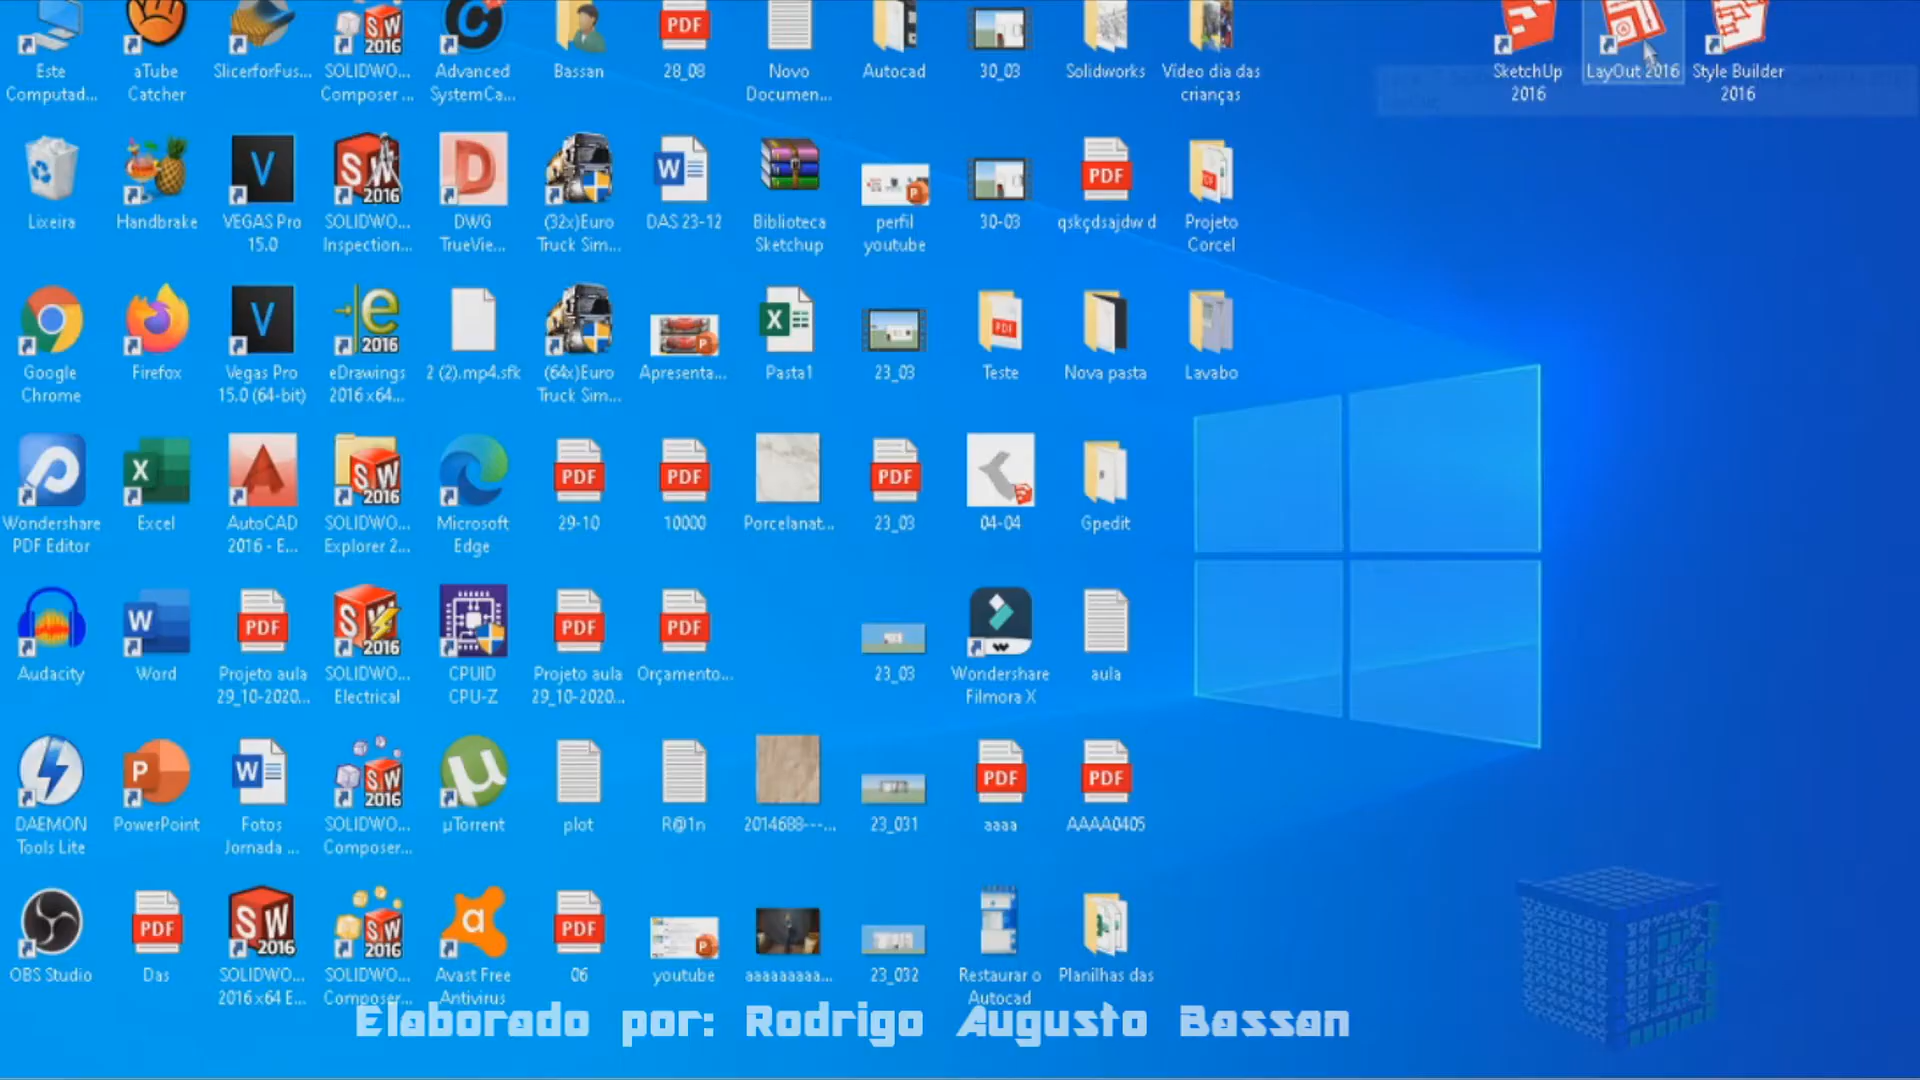 Este
Computad...
aTube
Catcher
SlicerforFus...
SOLIDWO...
Composer ...
Advanced
SystemCa...
Bassan
28_08
Novo
Documen...
Autocad
30_03
Solidworks
Vídeo dia das
crianças
SketchUp
2016
LayOut 2016
Style Builder
2016
Lixeira
Handbrake
VEGAS Pro
15.0
SOLIDWO...
Inspection...
DWG
TrueVie...
(32x)Euro
Truck Sim...
DAS 23-12
Biblioteca
Sketchup
perfil
youtube
30-03
qskçdsajdw d
Projeto
Corcel
Google
Chrome
Firefox
Vegas Pro
15.0 (64-bit)
eDrawings
2016 x64...
2 (2).mp4.sfk
(64x)Euro
Truck Sim...
Apresenta...
Pasta1
23_03
Teste
Nova pasta
Lavabo
Wondershare
PDF Editor
Excel
AutoCAD
2016 - E...
SOLIDWO...
Explorer 2...
Microsoft
Edge
29-10
10000
Porcelanat...
23_03
04-04
Gpedit
Audacity
Word
Projeto aula
29_10-2020...
SOLIDWO...
Electrical
CPUID
CPU-Z
Projeto aula
29_10-2020...
Orçamento...
23_03
Wondershare
Filmora X
aula
DAEMON
Tools Lite
PowerPoint
Fotos
Jornada ...
SOLIDWO...
Composer...
µTorrent
plot
R@1n
2014688---...
23_031
aaaa
AAAA0405
OBS Studio
Das
SOLIDWO...
2016 x64 E...
SOLIDWO...
Composer...
Avast Free
Antivirus
06
youtube
aaaaaaaaa...
23_032
Restaurar o
Autocad
Planilhas das
Elaborado por: Rodrigo Augusto Bassan